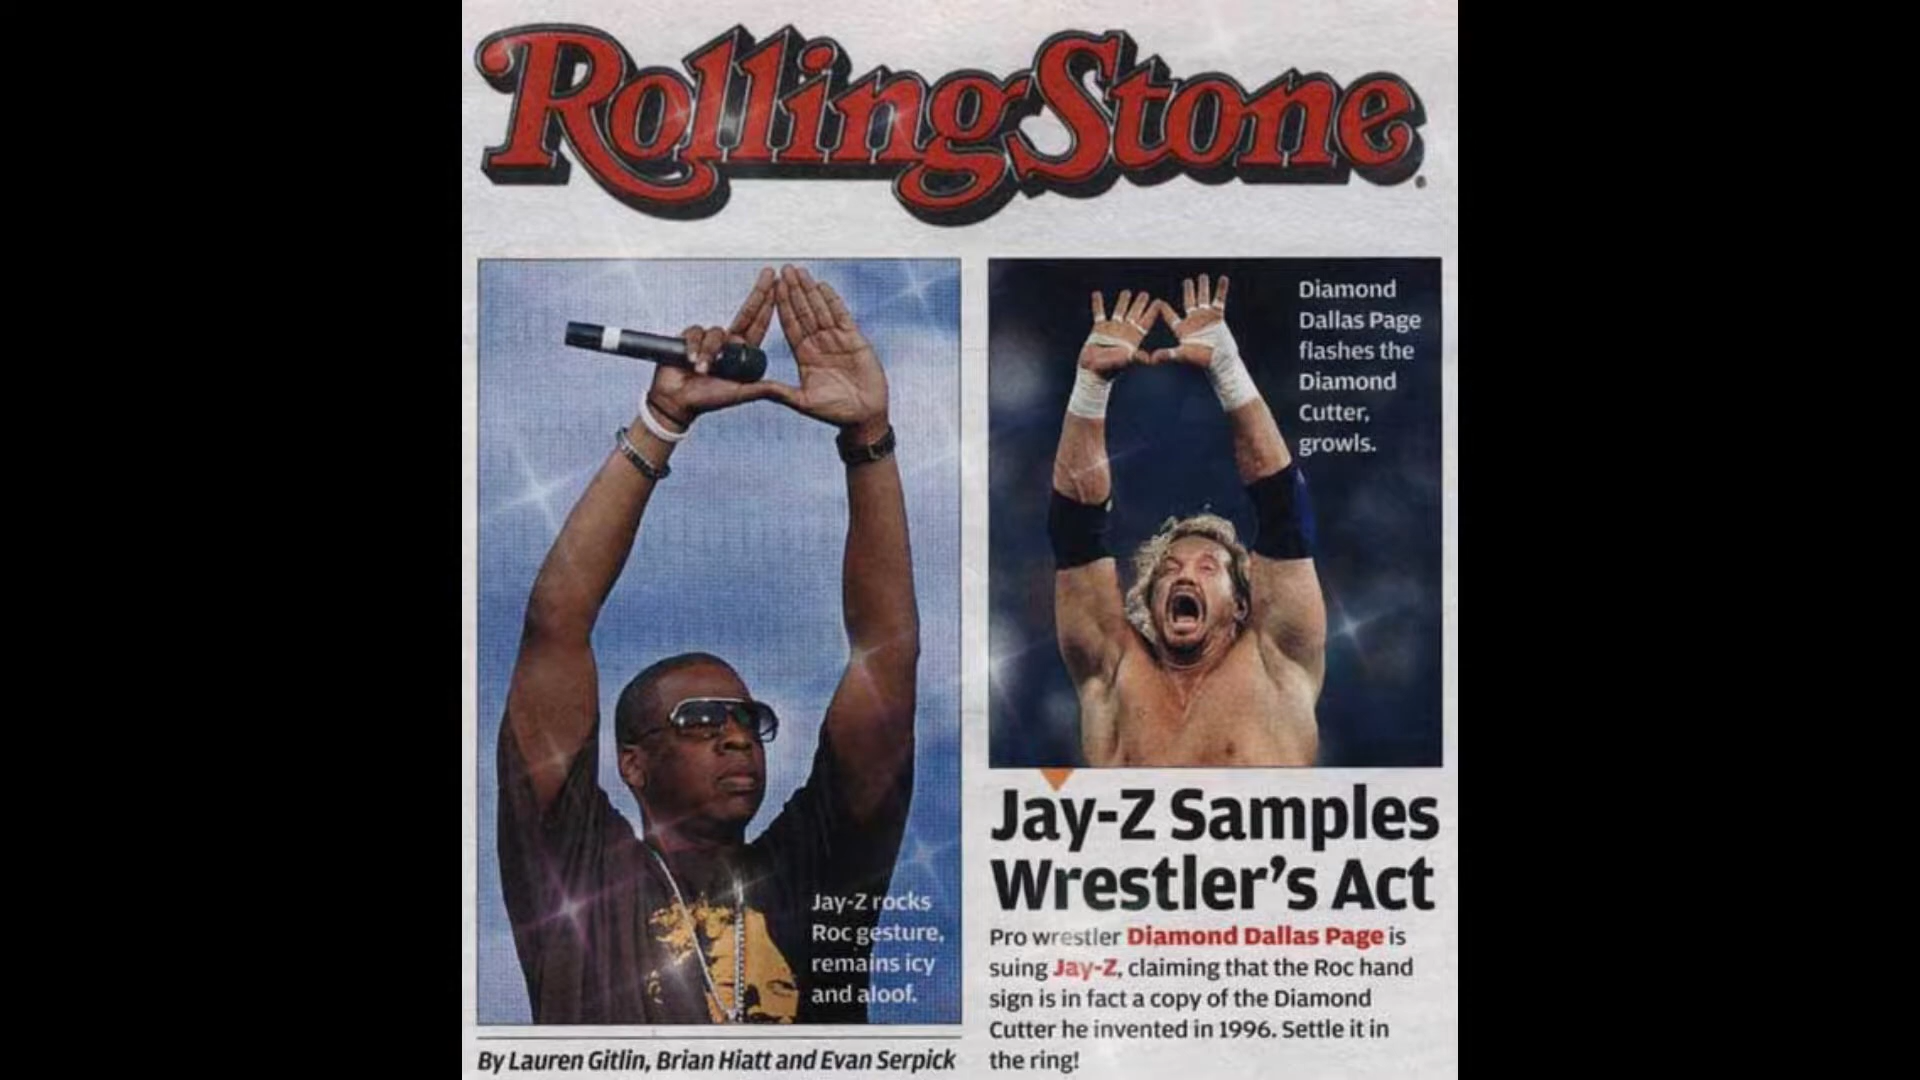 RollingStone
Diamond
Dallas Page
flashes the
Diamond
Cutter,
growls.
Jay-Z rocks
Roc gesture,
remains icy
and aloof.
By Lauren Gitlin, Brian Hiatt and Evan Serpick
Jay-Z Samples
Wrestler's Act
Pro wrestler Diamond Dallas Page is
suing Jay-Z, claiming that the Roc hand
sign is in fact a copy of the Diamond
Cutter he invented in 1996. Settle it in
the ring!